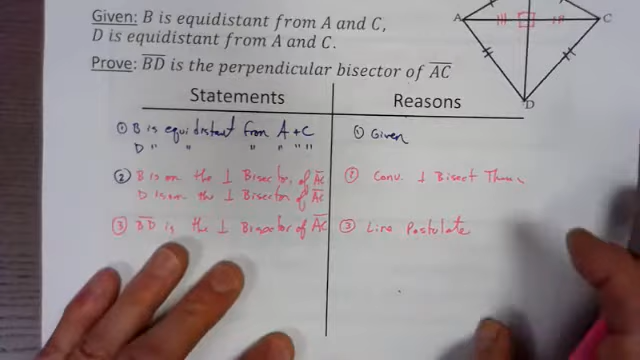 Given: B is equidistant from A and C,
D is equidistant from A and C.
Prove: BD is the perpendicular bisector of AC
A
C
D
Statements
Reasons
① B is equidistant from A + C
① Given
D " " " " " "
② B is on the ⊥ Bisector of AC
② Conv. ⊥ Bisect Thm
D is on the ⊥ Bisector of AC
③ BD is the ⊥ Bisector of AC
③ Line Postulate